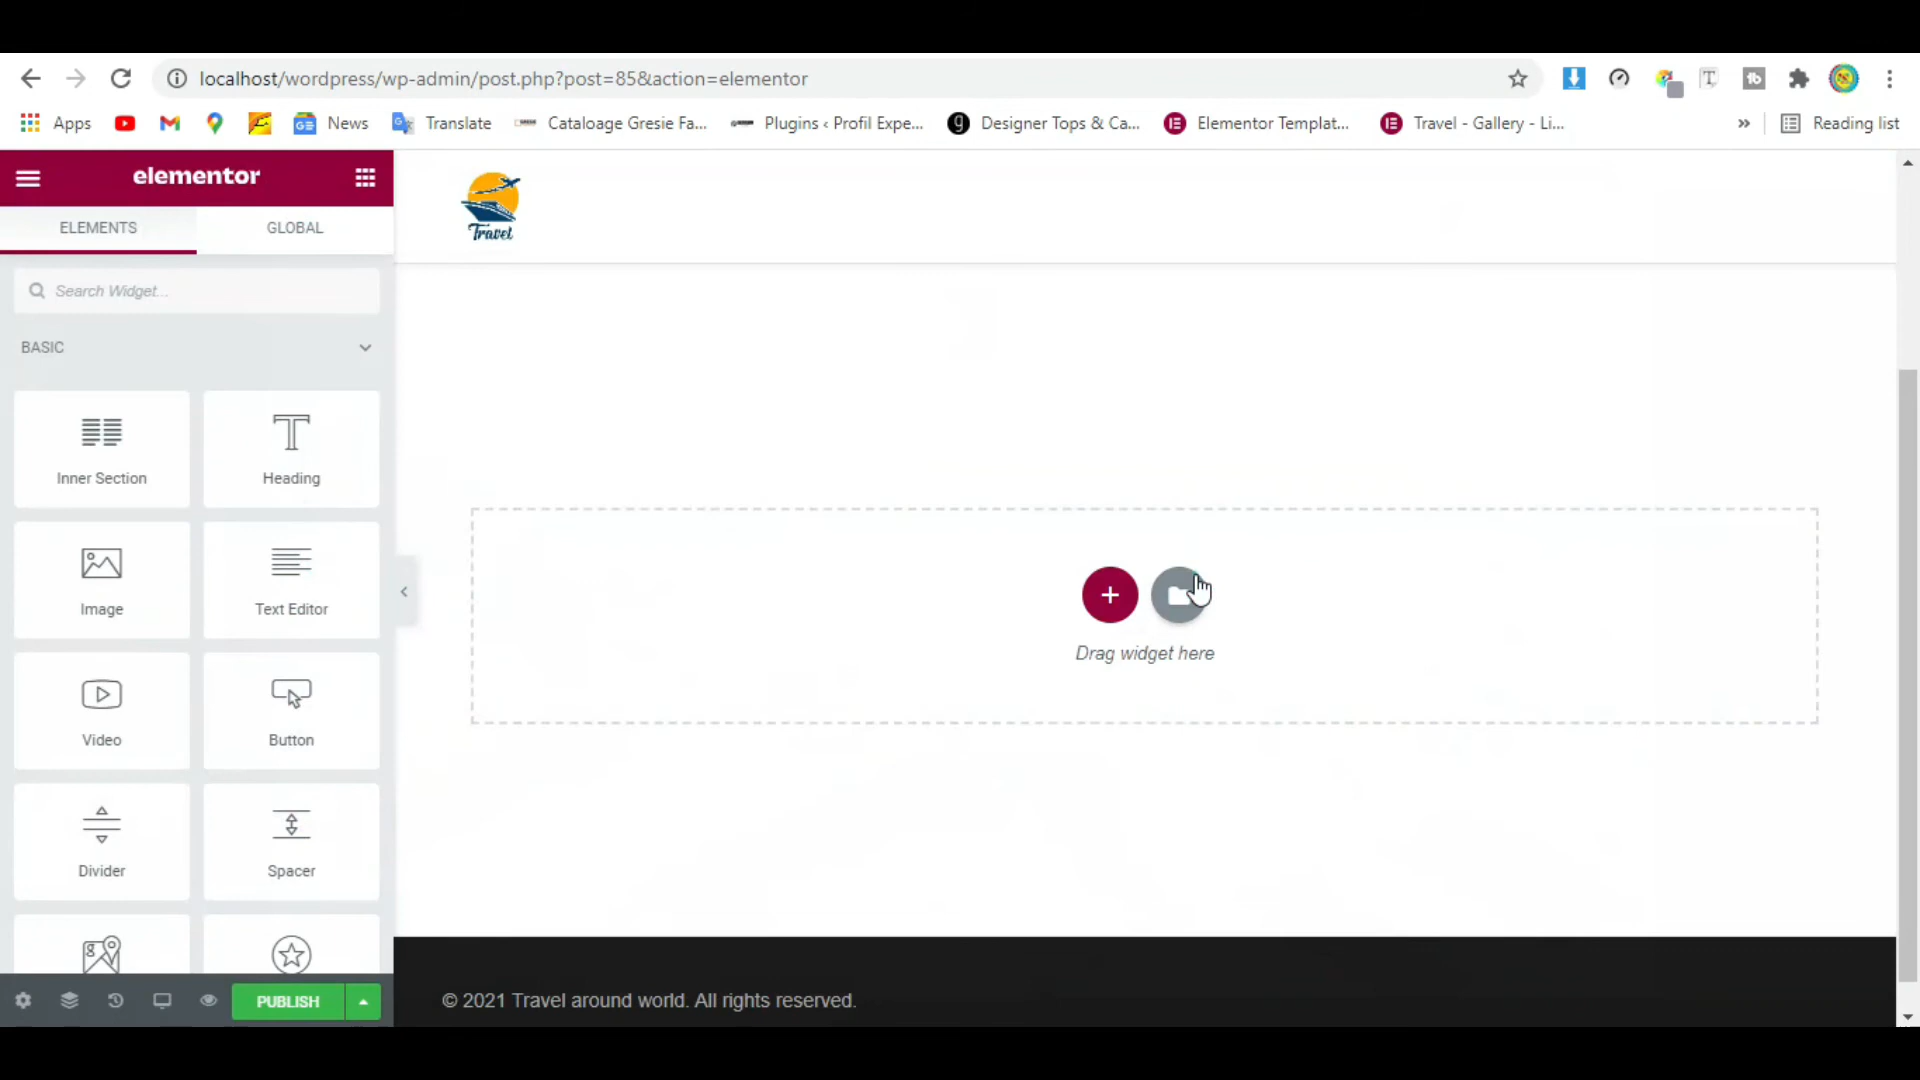 localhost/wordpress/wp-admin/post.php?post=85&action=elementor
Apps
News
Translate
Cataloage Gresie Fa...
Plugins ‹ Profil Expe...
Designer Tops & Ca...
Elementor Templat...
Travel - Gallery - Li...
»
Reading list
elementor
ELEMENTS
GLOBAL
Travel
Search Widget...
BASIC
Inner Section
Heading
Image
Text Editor
Video
Button
Drag widget here
Divider
Spacer
PUBLISH
© 2021 Travel around world. All rights reserved.